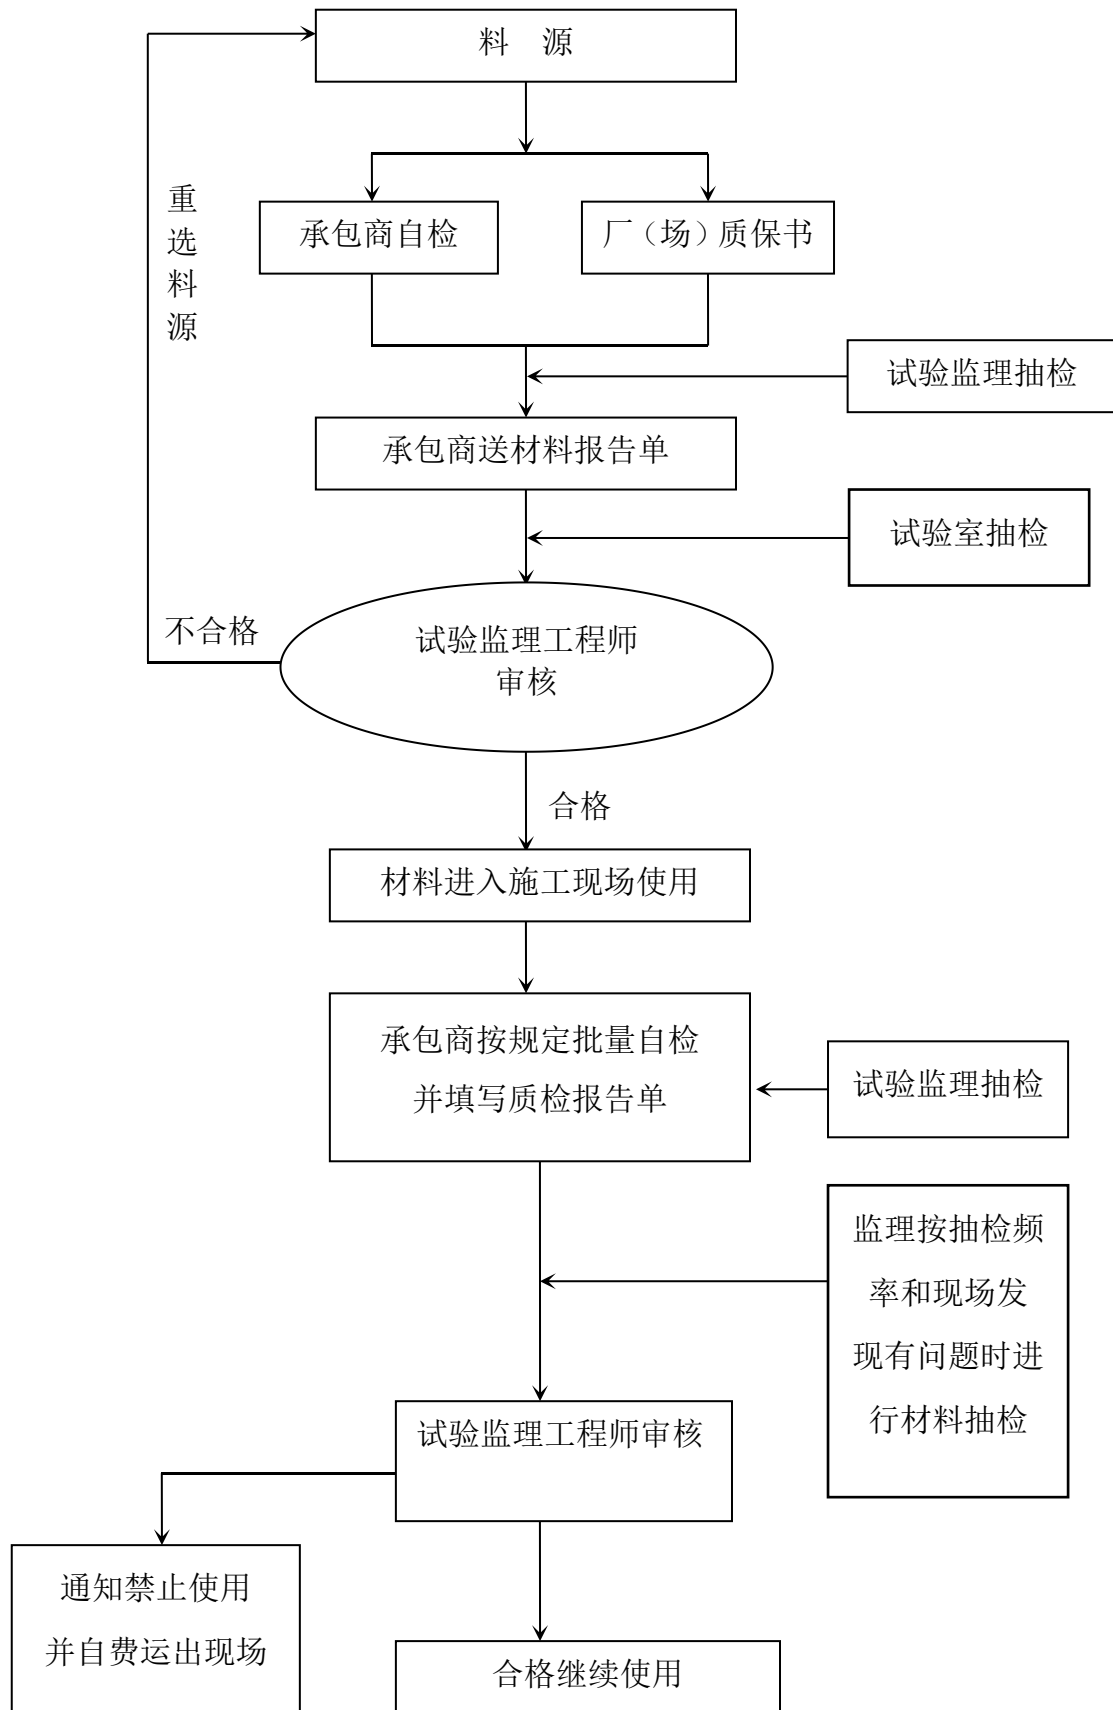 料　源
重
选
料
源
承包商自检
厂（场）质保书
试验监理抽检
承包商送材料报告单
试验室抽检
不合格
试验监理工程师
审核
合格
材料进入施工现场使用
承包商按规定批量自检
并填写质检报告单
试验监理抽检
监理按抽检频
率和现场发
现有问题时进
行材料抽检
试验监理工程师审核
通知禁止使用
并自费运出现场
合格继续使用